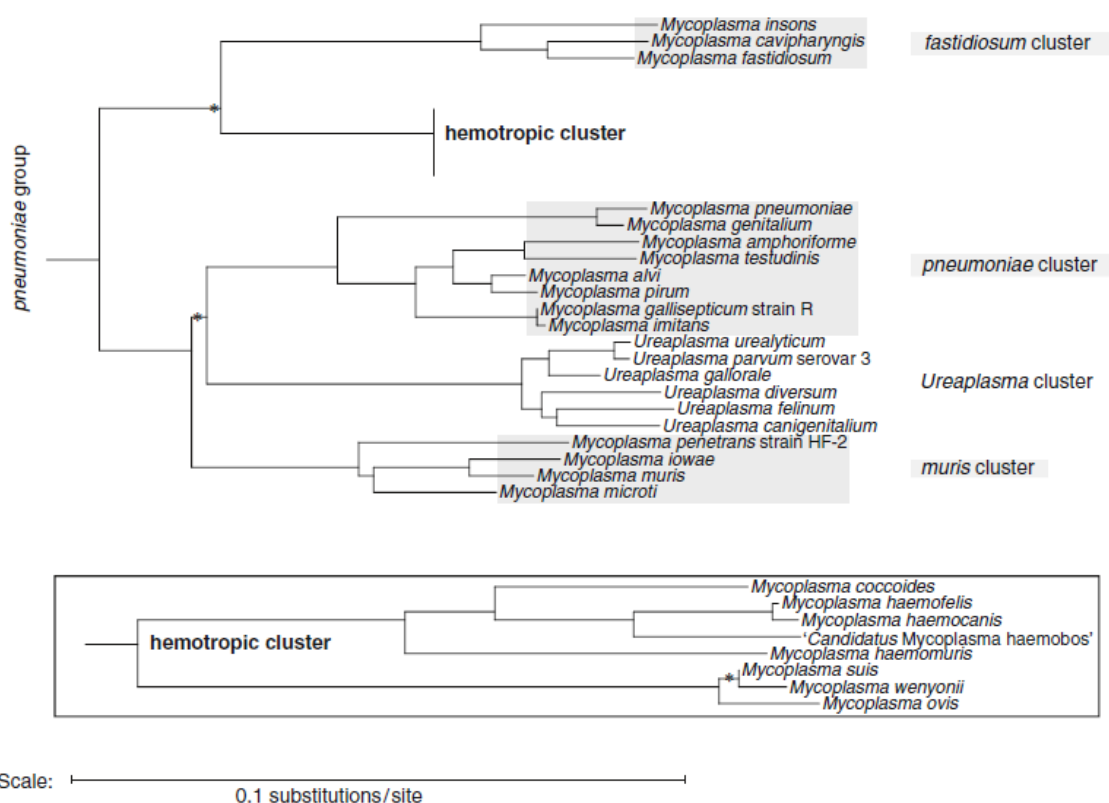 Mycoplasma insons
Mycoplasma cavipharyngis
Mycoplasma fastidiosum
fastidiosum cluster
*
hemotropic cluster
pneumoniae group
Mycoplasma pneumoniae
Mycoplasma genitalium
Mycoplasma amphoriforme
Mycoplasma testudinis
Mycoplasma alvi
Mycoplasma pirum
Mycoplasma gallisepticum strain R
Mycoplasma imitans
pneumoniae cluster
*
Ureaplasma urealyticum
Ureaplasma parvum serovar 3
Ureaplasma gallorale
Ureaplasma diversum
Ureaplasma felinum
Ureaplasma canigenitalium
Ureaplasma cluster
Mycoplasma penetrans strain HF-2
Mycoplasma iowae
Mycoplasma muris
Mycoplasma microti
muris cluster
hemotropic cluster
Mycoplasma coccoides
Mycoplasma haemofelis
Mycoplasma haemocanis
'Candidatus Mycoplasma haemobos'
Mycoplasma haemomuris
Mycoplasma suis
*
Mycoplasma wenyonii
Mycoplasma ovis
Scale:
0.1 substitutions/site